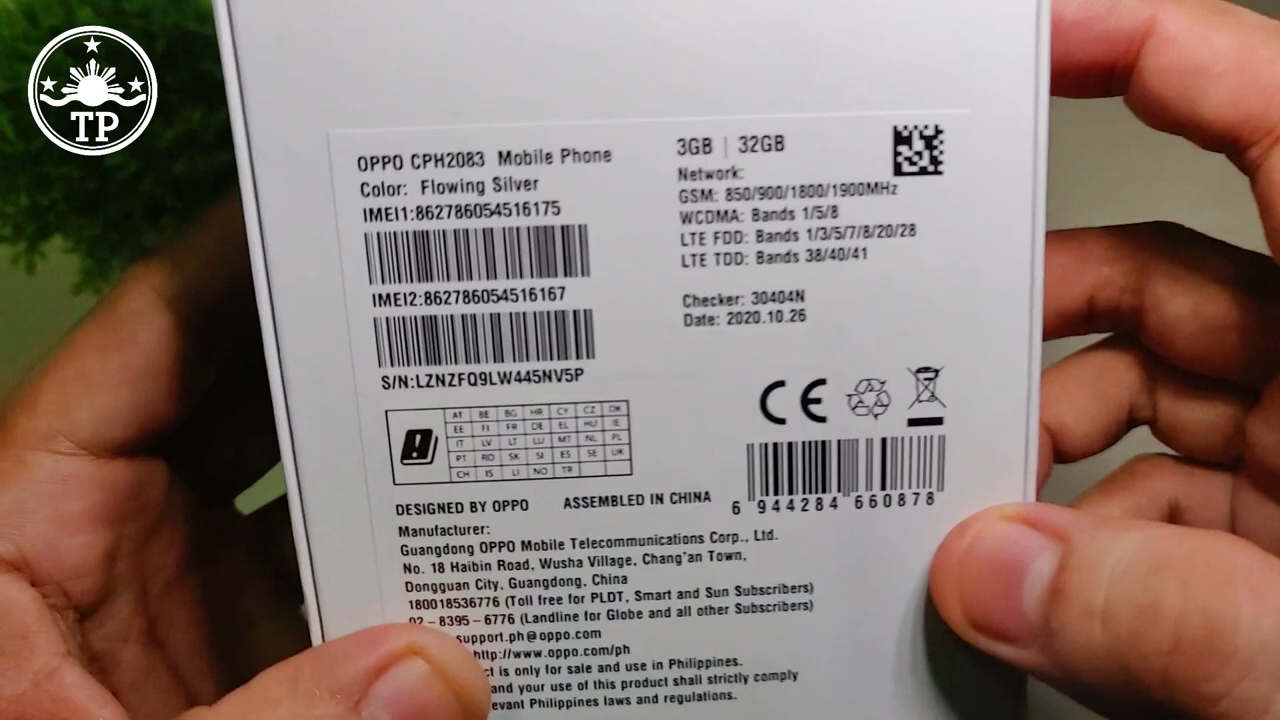 TP
OPPO CPH2083 Mobile Phone
Color: Flowing Silver
IMEI1:862786054516175
IMEI2:862786054516167
S/N:LZNZFQ9LW445NV5P
3GB | 32GB
Network:
GSM: 850/900/1800/1900MHz
WCDMA: Bands 1/5/8
LTE FDD: Bands 1/3/5/7/8/20/28
LTE TDD: Bands 38/40/41
Checker: 30404N
Date: 2020.10.26
AT BE BG HR CY CZ DK
EE FI FR DE EL HU IE
IT LV LT LU MT NL PL
PT RO SK SI ES SE UK
CH IS LI NO TR
CE
6 944284 660878
DESIGNED BY OPPO ASSEMBLED IN CHINA
Manufacturer:
Guangdong OPPO Mobile Telecommunications Corp., Ltd.
No. 18 Haibin Road, Wusha Village, Chang'an Town,
Dongguan City, Guangdong, China
180018536776 (Toll free for PLDT, Smart and Sun Subscribers)
02-8395-6776 (Landline for Globe and all other Subscribers)
support.ph@oppo.com
http://www.oppo.com/ph
is only for sale and use in Philippines.
and your use of this product shall strictly comply
Philippines laws and regulations.